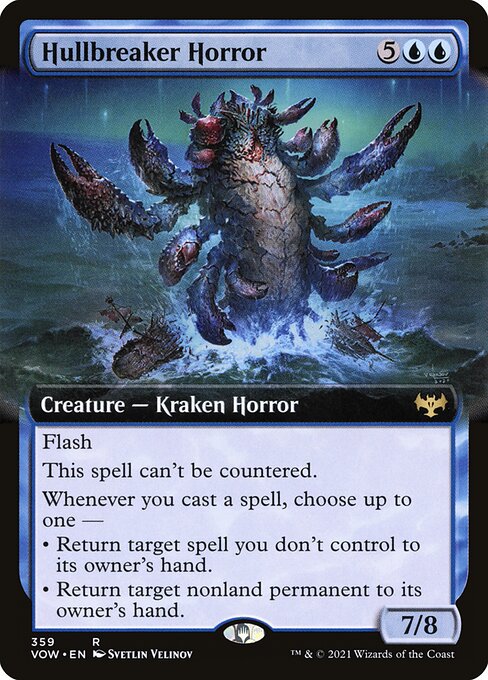 Hullbreaker Horror 5
Creature — Kraken Horror
Flash
This spell can't be countered.
Whenever you cast a spell, choose up to
one —
• Return target spell you don't control to
its owner's hand.
• Return target nonland permanent to its
owner's hand.
7/8
359 R
VOW • EN Svetlin Velinov
™ & © 2021 Wizards of the Coast